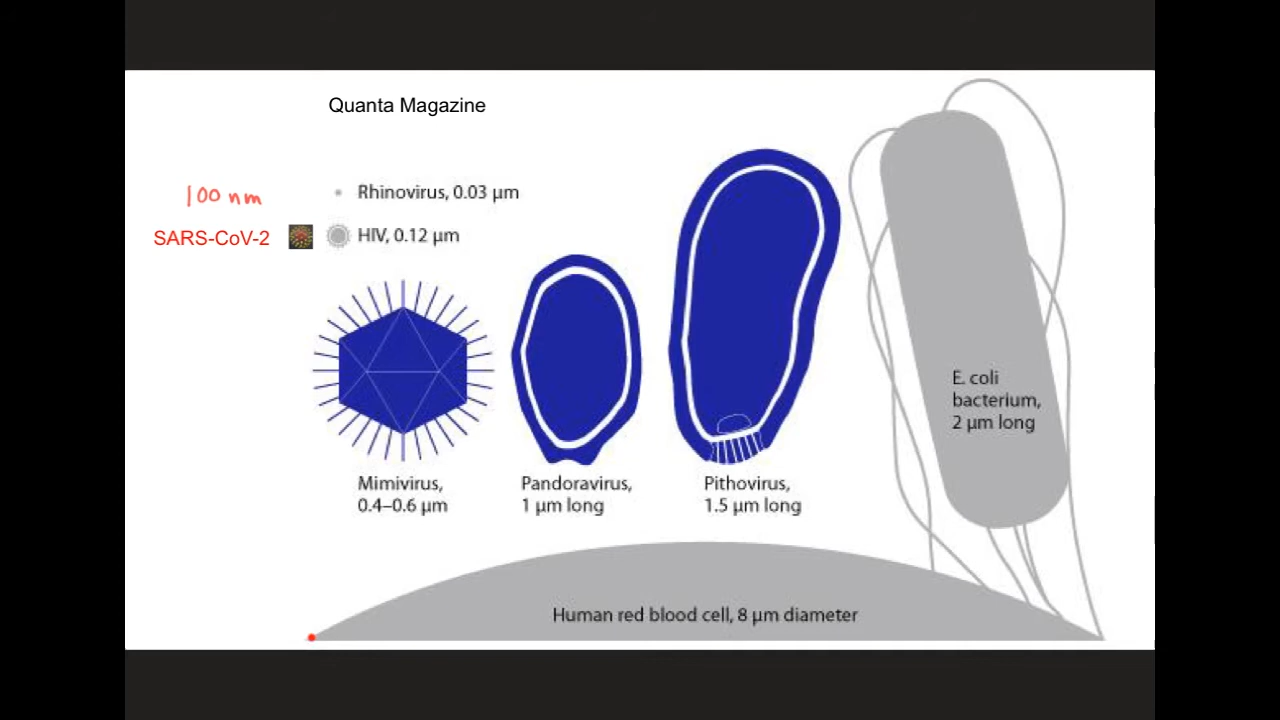 Quanta Magazine
100 nm
Rhinovirus, 0.03 µm
SARS-CoV-2
HIV, 0.12 µm
Mimivirus,
0.4–0.6 µm
Pandoravirus,
1 µm long
Pithovirus,
1.5 µm long
E. coli
bacterium,
2 µm long
Human red blood cell, 8 µm diameter